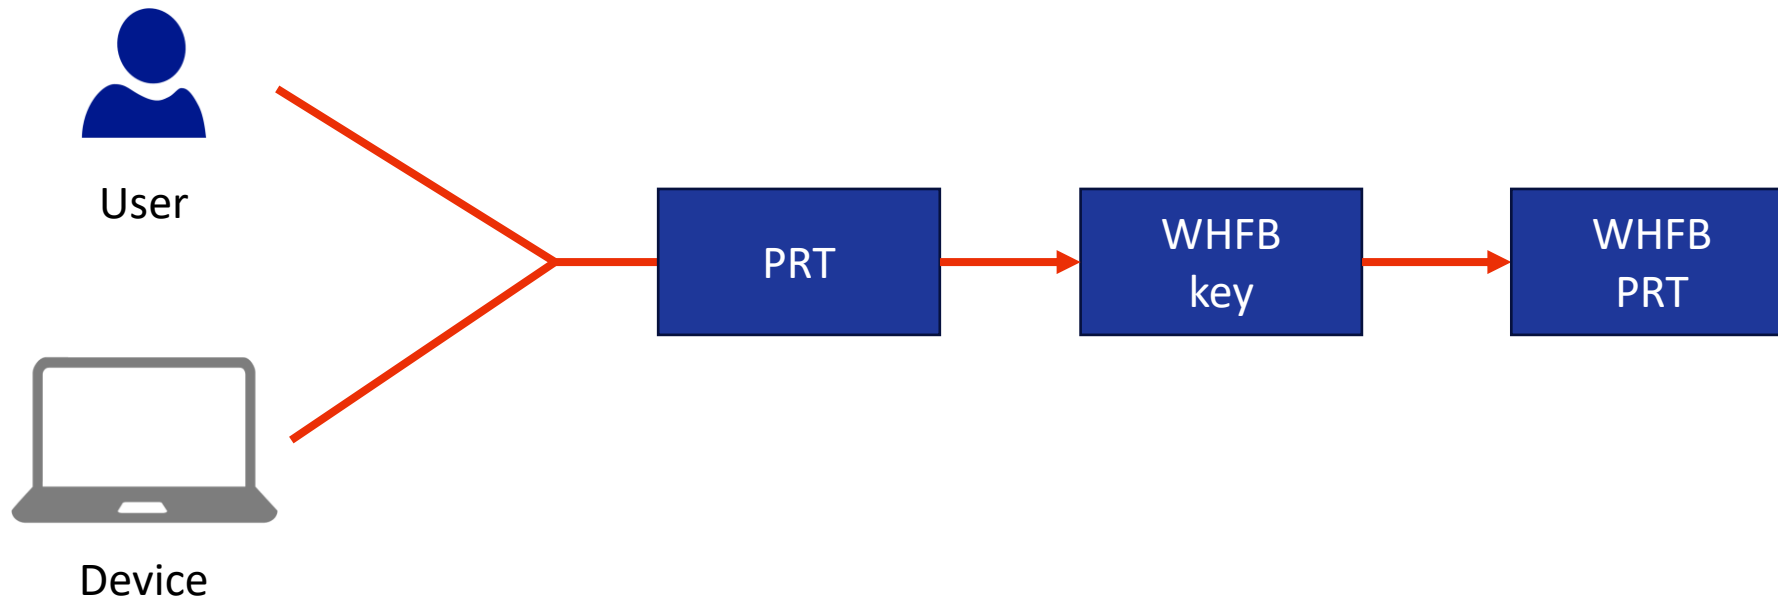 User
Device
PRT
WHFB
key
WHFB
PRT